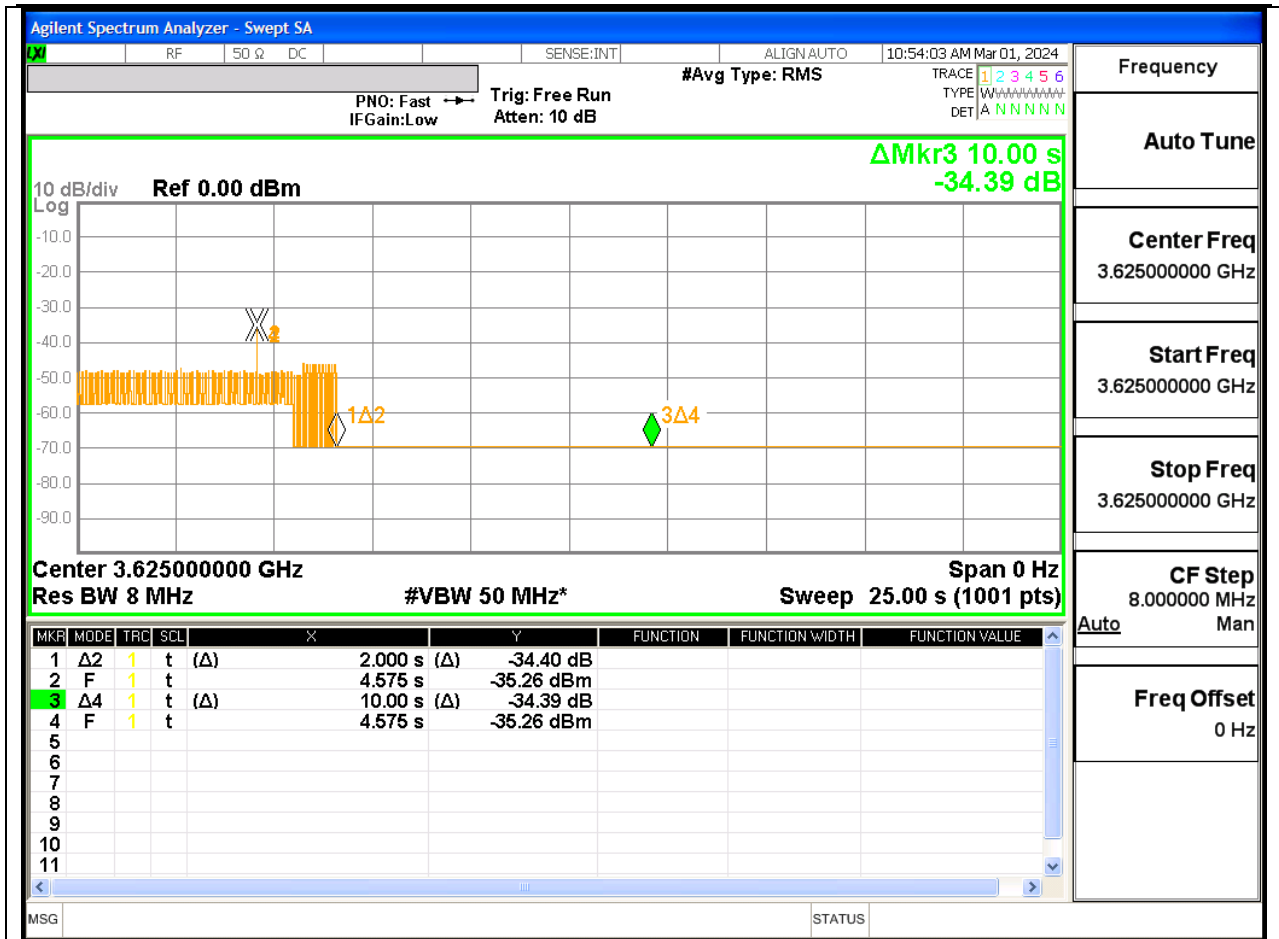 Agilent Spectrum Analyzer - Swept SA
LXI RF 50 Ω DC SENSE:INT ALIGN AUTO 10:54:03 AM Mar 01, 2024
#Avg Type: RMS
TRACE 1 2 3 4 5 6
TYPE WWWWWW
DET A N N N N N
PNO: Fast
IFGain:Low
Trig: Free Run
Atten: 10 dB
ΔMkr3 10.00 s
-34.39 dB
10 dB/div Ref 0.00 dBm
Log
-10.0
-20.0
-30.0
-40.0
-50.0
-60.0
-70.0
-80.0
-90.0
1Δ2
3Δ4
Center 3.625000000 GHz Span 0 Hz
Res BW 8 MHz #VBW 50 MHz* Sweep 25.00 s (1001 pts)
MKR MODE TRC SCL X Y FUNCTION FUNCTION WIDTH FUNCTION VALUE
1 Δ2 1 t (Δ) 2.000 s (Δ) -34.40 dB
2 F 1 t 4.575 s -35.26 dBm
3 Δ4 1 t (Δ) 10.00 s (Δ) -34.39 dB
4 F 1 t 4.575 s -35.26 dBm
5
6
7
8
9
10
11
MSG STATUS
Frequency
Auto Tune
Center Freq
3.625000000 GHz
Start Freq
3.625000000 GHz
Stop Freq
3.625000000 GHz
CF Step
8.000000 MHz
Auto Man
Freq Offset
0 Hz